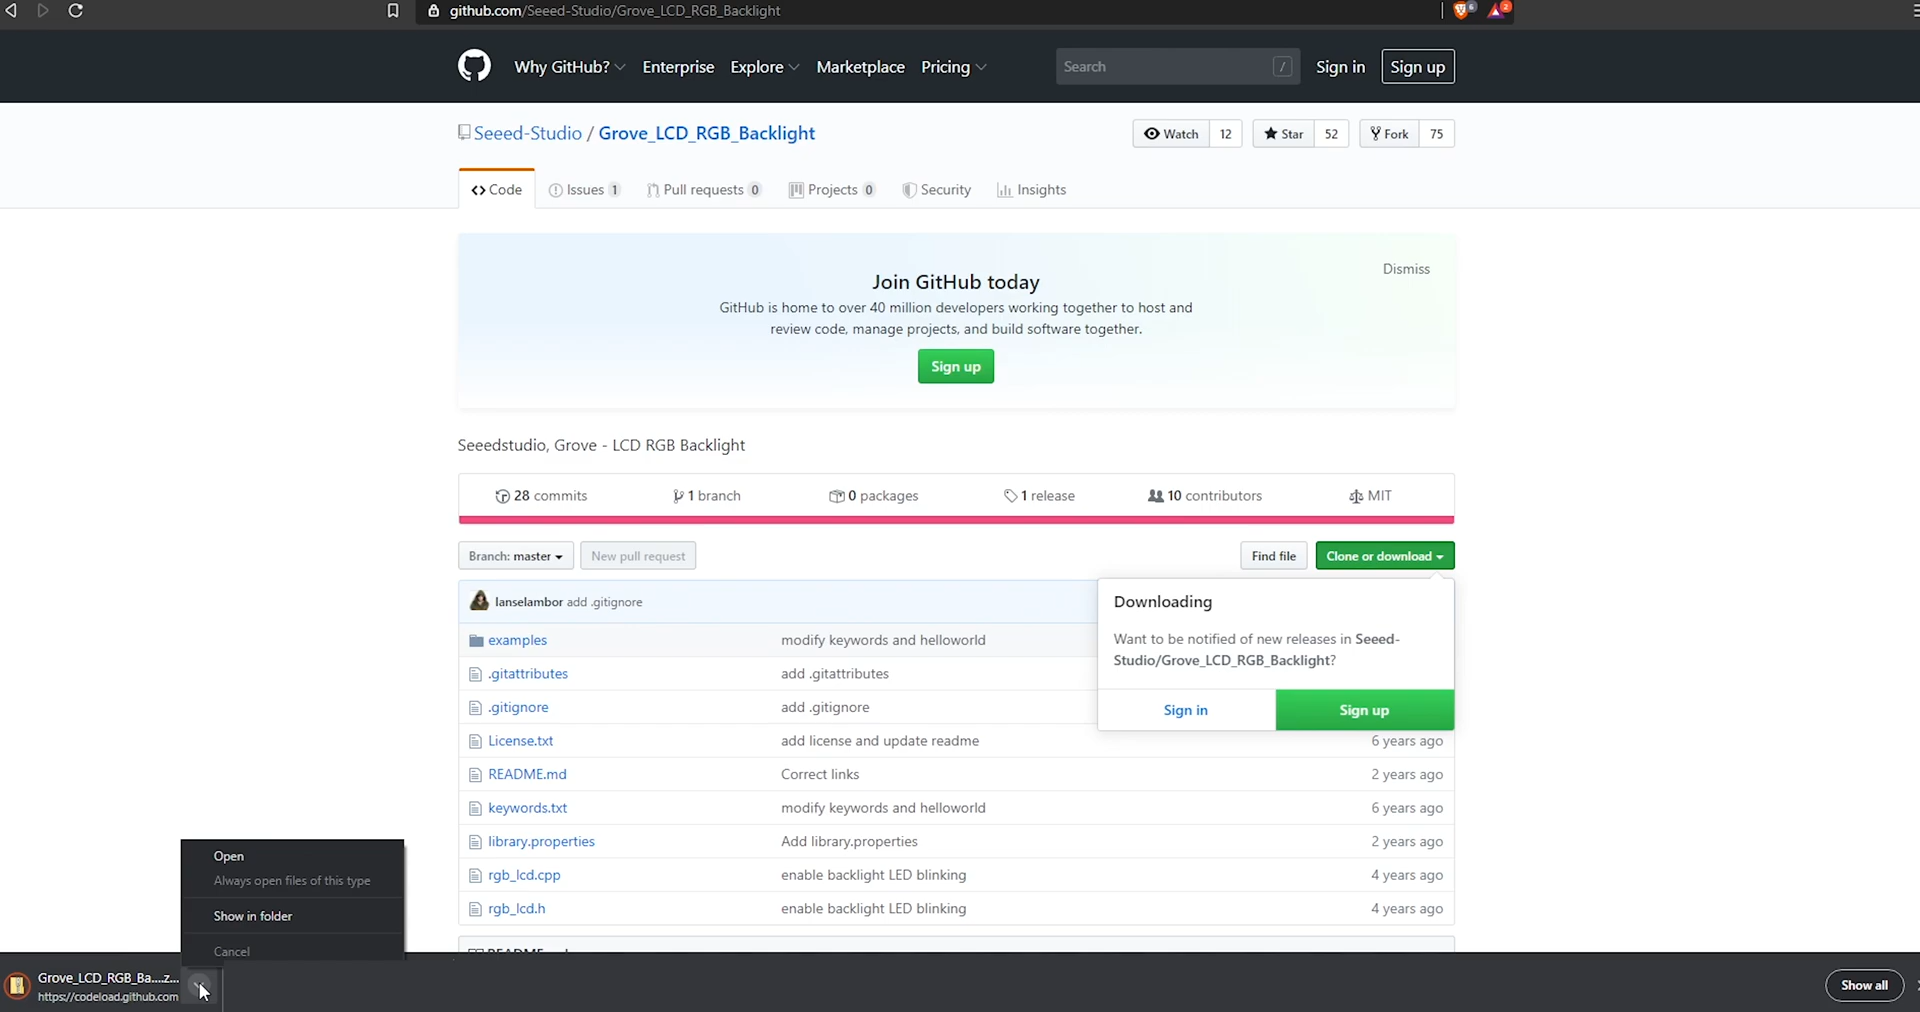 github.com/Seeed-Studio/Grove_LCD_RGB_Backlight
6
2
Why GitHub? Enterprise Explore Marketplace Pricing
Search /
Sign in Sign up
Seeed-Studio / Grove_LCD_RGB_Backlight
Watch 12 Star 52 Fork 75
Code Issues 1 Pull requests 0 Projects 0 Security Insights
Join GitHub today
Dismiss
GitHub is home to over 40 million developers working together to host and
review code, manage projects, and build software together.
Sign up
Seeedstudio, Grove - LCD RGB Backlight
28 commits 1 branch 0 packages 1 release 10 contributors MIT
Branch: master New pull request Find file Clone or download
lanselambor add .gitignore
Downloading
Want to be notified of new releases in Seeed-
Studio/Grove_LCD_RGB_Backlight?
Sign in Sign up
examples modify keywords and helloworld
.gitattributes add .gitattributes
.gitignore add .gitignore
License.txt add license and update readme 6 years ago
README.md Correct links 2 years ago
keywords.txt modify keywords and helloworld 6 years ago
library.properties Add library.properties 2 years ago
rgb_lcd.cpp enable backlight LED blinking 4 years ago
rgb_lcd.h enable backlight LED blinking 4 years ago
README.md
Open
Always open files of this type
Show in folder
Cancel
Grove_LCD_RGB_Ba....z...
https://codeload.github.com
Show all